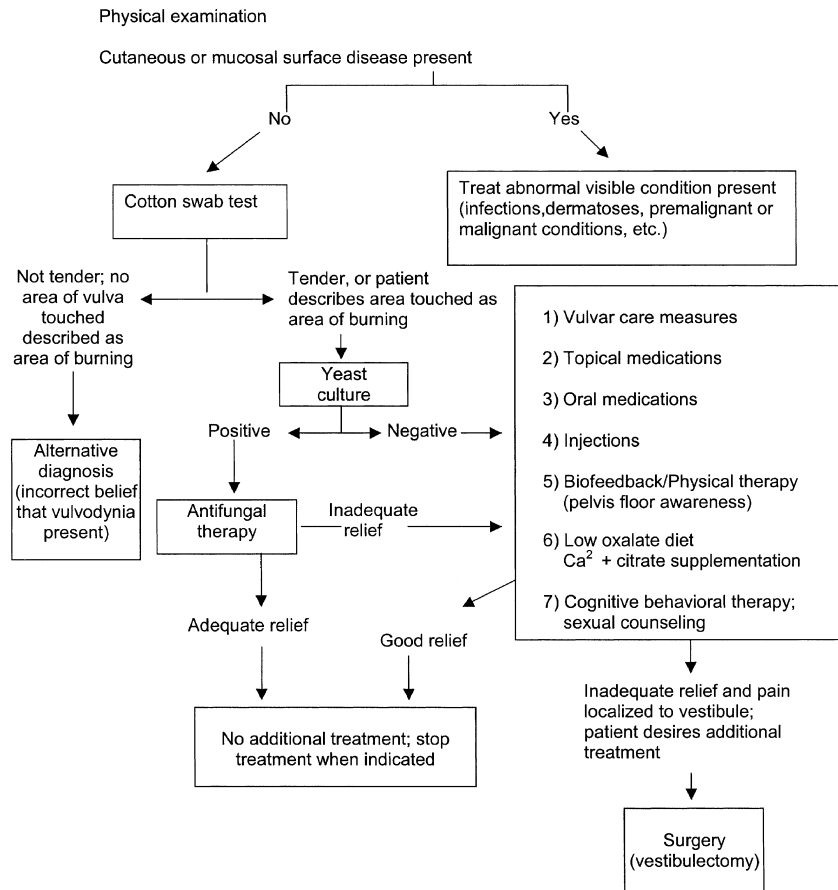 Physical examination
Cutaneous or mucosal surface disease present
No
Yes
Cotton swab test
Treat abnormal visible condition present
(infections,dermatoses, premalignant or
malignant conditions, etc.)
Not tender; no
area of vulva
touched
described as
area of burning
Tender, or patient
describes area touched as
area of burning
Yeast
culture
Positive
Negative
Alternative
diagnosis
(incorrect belief
that vulvodynia
present)
Antifungal
therapy
Inadequate
relief
1) Vulvar care measures
2) Topical medications
3) Oral medications
4) Injections
5) Biofeedback/Physical therapy
(pelvis floor awareness)
6) Low oxalate diet
Ca² + citrate supplementation
7) Cognitive behavioral therapy;
sexual counseling
Adequate relief
Good relief
No additional treatment; stop
treatment when indicated
Inadequate relief and pain
localized to vestibule;
patient desires additional
treatment
Surgery
(vestibulectomy)